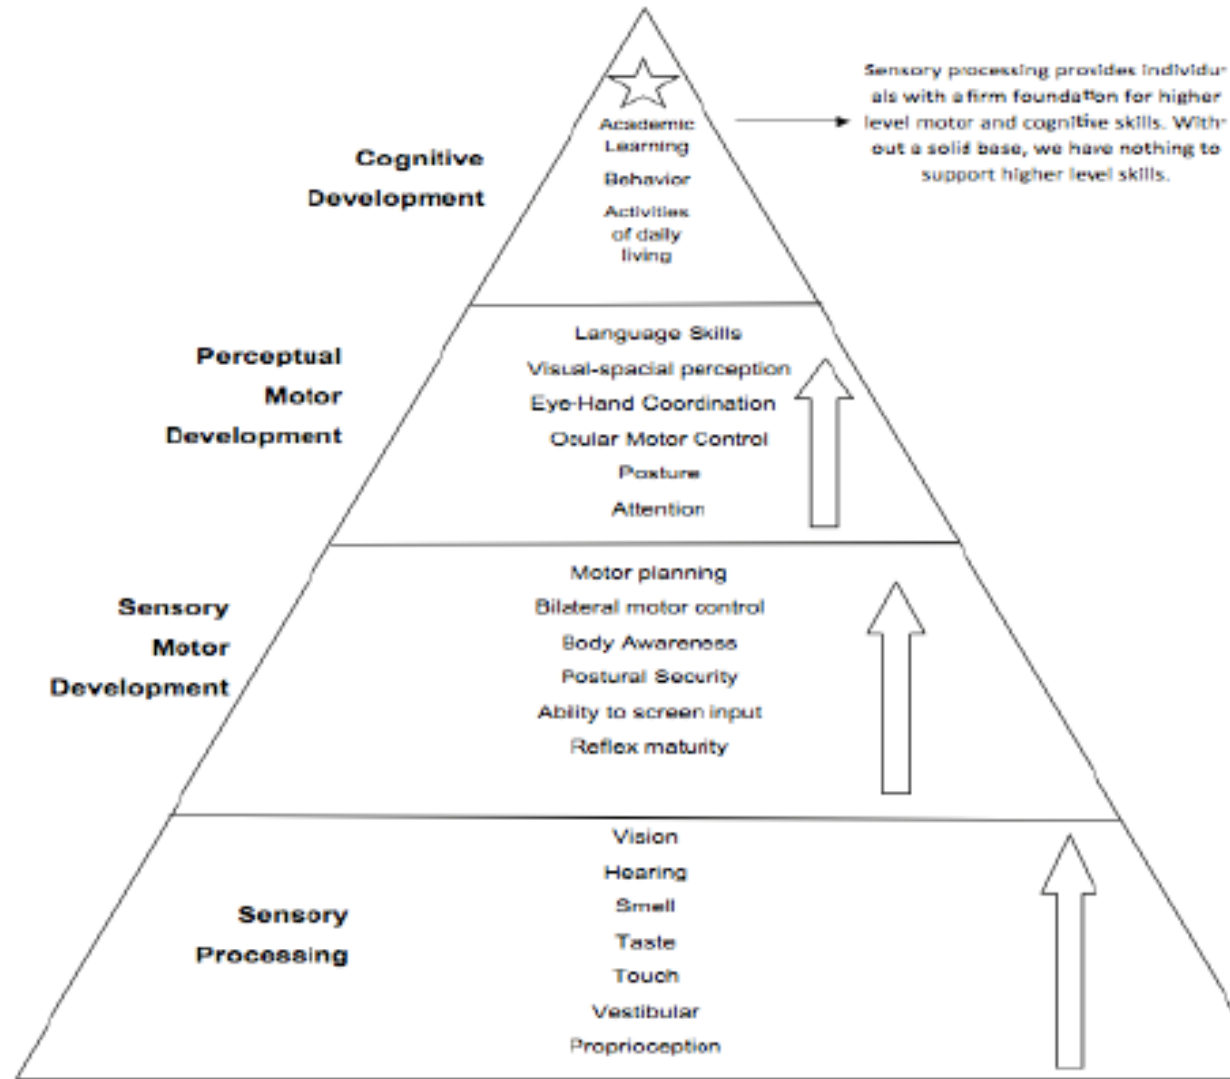 Sensory processing provides individu-
als with a firm foundation for higher
level motor and cognitive skills. With-
out a solid base, we have nothing to
support higher level skills.
Cognitive
Development
Academic
Learning
Behavior
Activities
of daily
living
Perceptual
Motor
Development
Language Skills
Visual-spacial perception
Eye-Hand Coordination
Ocular Motor Control
Posture
Attention
Sensory
Motor
Development
Motor planning
Bilateral motor control
Body Awareness
Postural Security
Ability to screen input
Reflex maturity
Sensory
Processing
Vision
Hearing
Smell
Taste
Touch
Vestibular
Proprioception